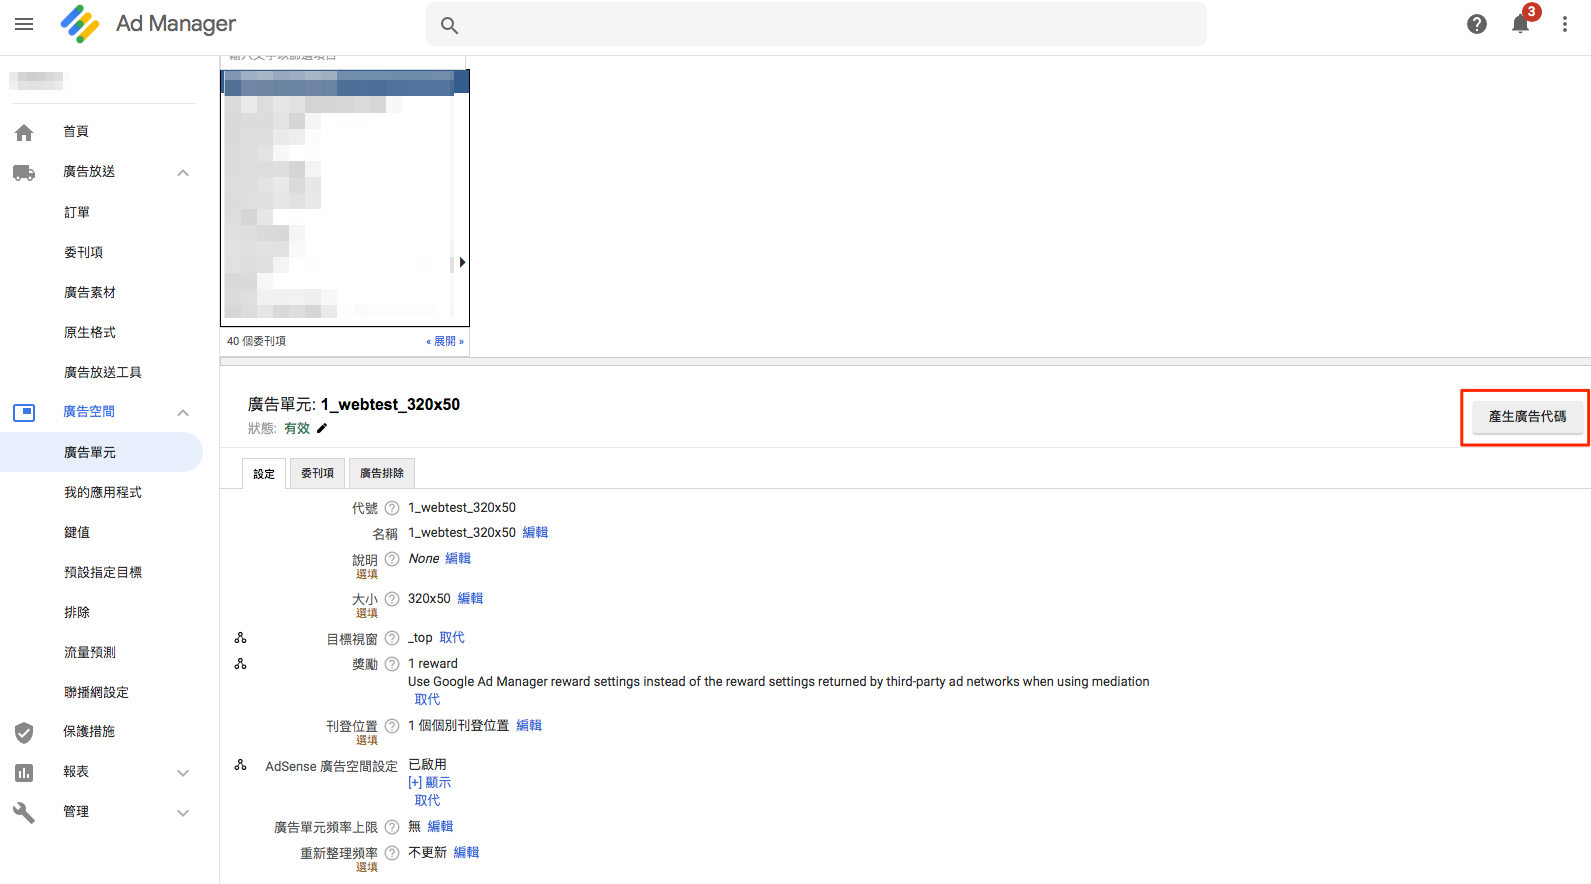 Ad Manager
3
輸入文字以篩選項目
首頁
廣告放送
訂單
委刊項
廣告素材
原生格式
廣告放送工具
廣告空間
廣告單元
我的應用程式
鍵值
預設指定目標
排除
流量預測
聯播網設定
保護措施
報表
管理
40 個委刊項
« 展開 »
廣告單元: 1_webtest_320x50
狀態: 有效
產生廣告代碼
設定 委刊項 廣告排除
代號 ? 1_webtest_320x50
名稱 1_webtest_320x50 編輯
說明 ? None 編輯
選填
大小 ? 320x50 編輯
選填
目標視窗 ? _top 取代
獎勵 ? 1 reward
Use Google Ad Manager reward settings instead of the reward settings returned by third-party ad networks when using mediation
取代
刊登位置 ? 1 個個別刊登位置 編輯
選填
AdSense 廣告空間設定 已啟用
[+] 顯示
取代
廣告單元頻率上限 ? 無 編輯
重新整理頻率 ? 不更新 編輯
選填